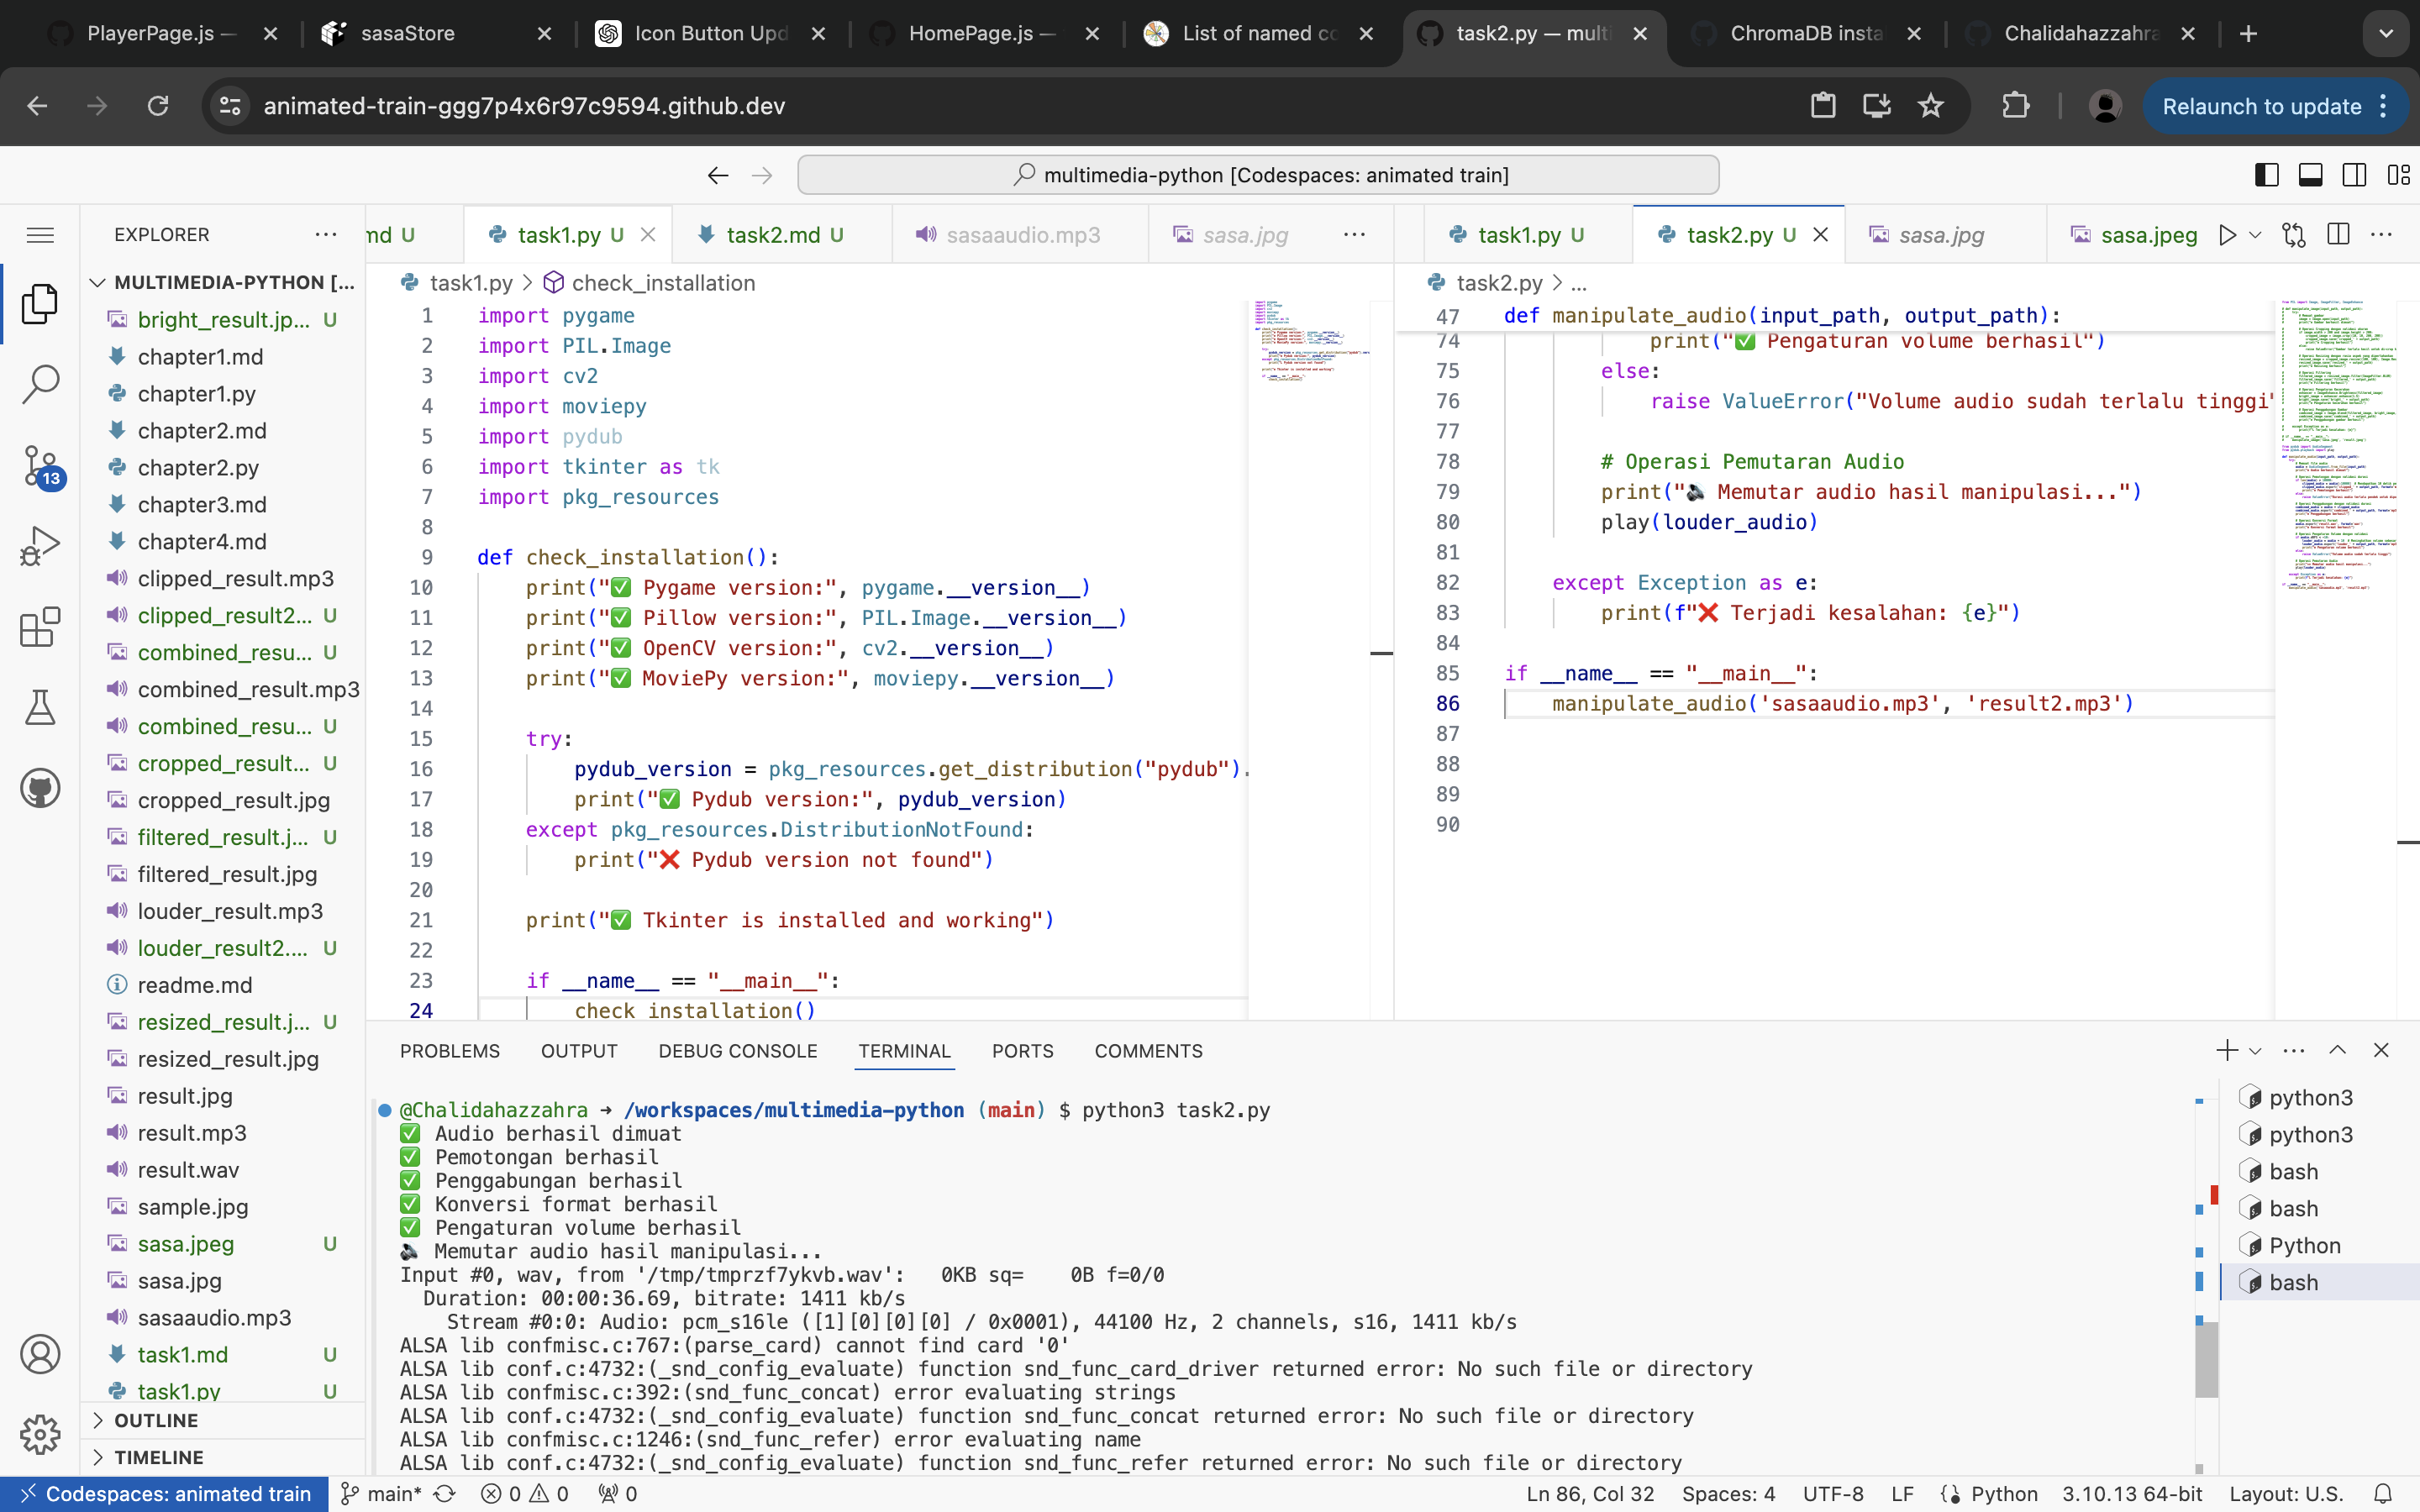 PlayerPage.js —
sasaStore
Icon Button Upd
HomePage.js —
List of named co
task2.py — multi
ChromaDB insta
Chalidahazzahra
animated-train-ggg7p4x6r97c9594.github.dev
Relaunch to update
multimedia-python [Codespaces: animated train]
EXPLORER
MULTIMEDIA-PYTHON [...
bright_result.jp... U
chapter1.md
chapter1.py
chapter2.md
chapter2.py
chapter3.md
chapter4.md
clipped_result.mp3
clipped_result2... U
combined_resu... U
combined_result.mp3
combined_resu... U
cropped_result... U
cropped_result.jpg
filtered_result.j... U
filtered_result.jpg
louder_result.mp3
louder_result2.... U
readme.md
resized_result.j... U
resized_result.jpg
result.jpg
result.mp3
result.wav
sample.jpg
sasa.jpeg U
sasa.jpg
sasaaudio.mp3
task1.md U
task1.py U
OUTLINE
TIMELINE
13
md U
task1.py U
task2.md U
sasaaudio.mp3
sasa.jpg
task1.py > check_installation
1 import pygame
2 import PIL.Image
3 import cv2
4 import moviepy
5 import pydub
6 import tkinter as tk
7 import pkg_resources
8
9 def check_installation():
10 print("✅ Pygame version:", pygame.__version__)
11 print("✅ Pillow version:", PIL.Image.__version__)
12 print("✅ OpenCV version:", cv2.__version__)
13 print("✅ MoviePy version:", moviepy.__version__)
14
15 try:
16 pydub_version = pkg_resources.get_distribution("pydub").
17 print("✅ Pydub version:", pydub_version)
18 except pkg_resources.DistributionNotFound:
19 print("❌ Pydub version not found")
20
21 print("✅ Tkinter is installed and working")
22
23 if __name__ == "__main__":
24 check_installation()
task1.py U
task2.py U
sasa.jpg
sasa.jpeg
task2.py > ...
47 def manipulate_audio(input_path, output_path):
74 print("✅ Pengaturan volume berhasil")
75 else:
76 raise ValueError("Volume audio sudah terlalu tinggi"
77
78 # Operasi Pemutaran Audio
79 print("🔊 Memutar audio hasil manipulasi...")
80 play(louder_audio)
81
82 except Exception as e:
83 print(f"❌ Terjadi kesalahan: {e}")
84
85 if __name__ == "__main__":
86 manipulate_audio('sasaaudio.mp3', 'result2.mp3')
87
88
89
90
PROBLEMS OUTPUT DEBUG CONSOLE TERMINAL PORTS COMMENTS
@Chalidahazzahra ➜ /workspaces/multimedia-python (main) $ python3 task2.py
✅ Audio berhasil dimuat
✅ Pemotongan berhasil
✅ Penggabungan berhasil
✅ Konversi format berhasil
✅ Pengaturan volume berhasil
🔊 Memutar audio hasil manipulasi...
Input #0, wav, from '/tmp/tmprzf7ykvb.wav': 0KB sq= 0B f=0/0
Duration: 00:00:36.69, bitrate: 1411 kb/s
Stream #0:0: Audio: pcm_s16le ([1][0][0][0] / 0x0001), 44100 Hz, 2 channels, s16, 1411 kb/s
ALSA lib confmisc.c:767:(parse_card) cannot find card '0'
ALSA lib conf.c:4732:(_snd_config_evaluate) function snd_func_card_driver returned error: No such file or directory
ALSA lib confmisc.c:392:(snd_func_concat) error evaluating strings
ALSA lib conf.c:4732:(_snd_config_evaluate) function snd_func_concat returned error: No such file or directory
ALSA lib confmisc.c:1246:(snd_func_refer) error evaluating name
ALSA lib conf.c:4732:(_snd_config_evaluate) function snd_func_refer returned error: No such file or directory
python3
python3
bash
bash
Python
bash
Codespaces: animated train main* 0 0 0 Ln 86, Col 32 Spaces: 4 UTF-8 LF Python 3.10.13 64-bit Layout: U.S.